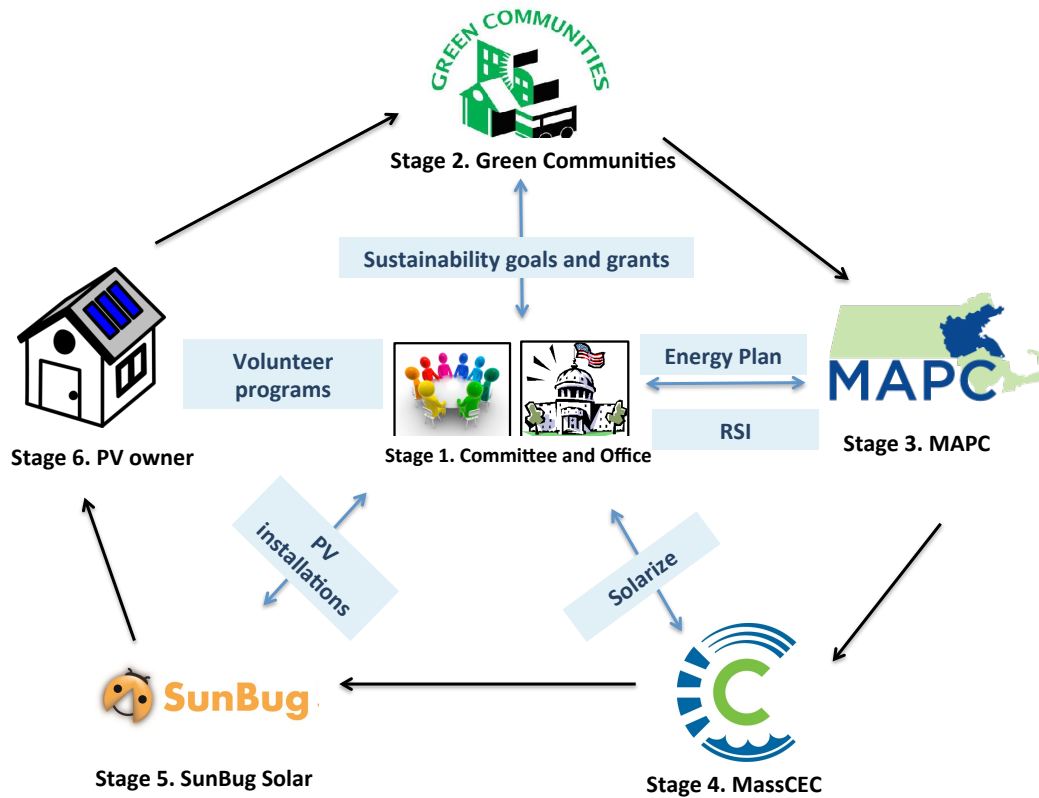 GREEN COMMUNITIES
Stage 2. Green Communities
Sustainability goals and grants
Volunteer
programs
Energy Plan
MAPC
RSI
Stage 6. PV owner
Stage 1. Committee and Office
Stage 3. MAPC
PV
installations
Solarize
SunBug
C
Stage 5. SunBug Solar
Stage 4. MassCEC